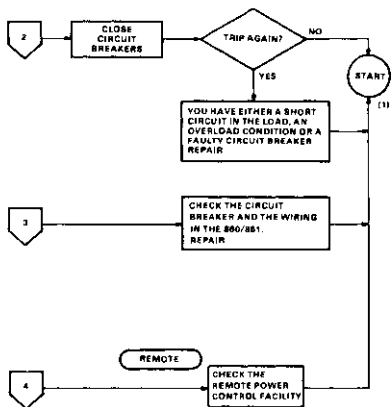 2
CLOSE
CIRCUIT
BREAKERS
TRIP AGAIN?
NO
START
(1)
YES
YOU HAVE EITHER A SHORT
CIRCUIT IN THE LOAD, AN
OVERLOAD CONDITION OR A
FAULTY CIRCUIT BREAKER
REPAIR
3
CHECK THE CIRCUIT
BREAKER AND THE WIRING
IN THE 860/861.
REPAIR
4
REMOTE
CHECK THE
REMOTE POWER
CONTROL FACILITY